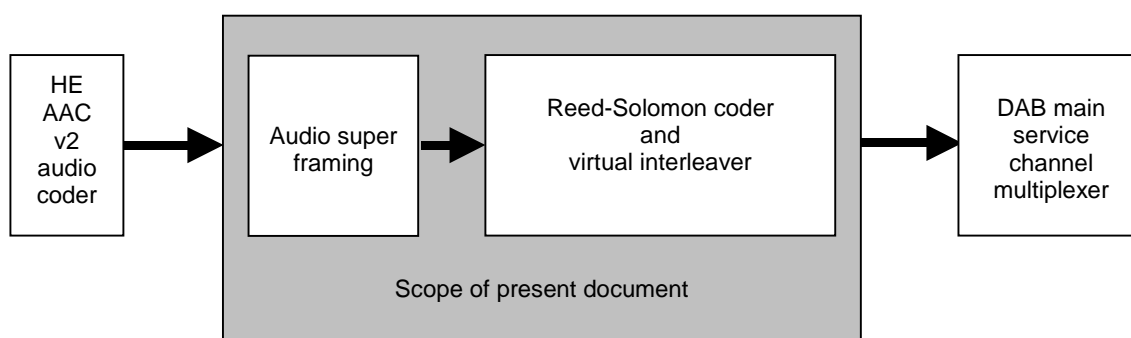 HE
AAC
v2
audio
coder
Audio super
framing
Reed-Solomon coder
and
virtual interleaver
DAB main
service
channel
multiplexer
Scope of present document